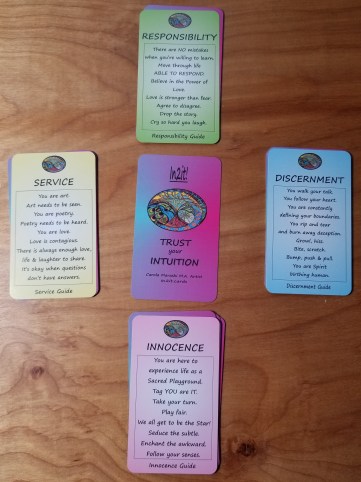 RESPONSIBILITY
There are NO mistakes
when you're willing to learn.
Move through life
ABLE TO RESPOND!
Believe in the Power of
Love.
Love is stronger than fear.
Agree to disagree.
Drop the story.
Cry as hard you laugh.
Responsibility Guide
SERVICE
You are art.
Art needs to be seen.
You are poetry.
Poetry needs to be heard.
You are love.
Love is contagious.
There is always enough love,
life & laughter to share.
It's okay when questions
don't have answers.
Service Guide
In2it!
TRUST
your
INTUITION
In2it Cards
DISCERNMENT
You walk your talk.
You follow your heart.
You are constantly
defining your boundaries.
You rip and tear
and burn away deception.
Growl, hiss.
Bite, scratch.
Bump, push & pull.
You are Spirit
birthing human.
Discernment Guide
INNOCENCE
You are here to
experience life as a
Sacred Playground.
Tag YOU are IT.
Take your turn.
Play fair.
We all get to be the Star!
Seduce the subtle.
Enchant the awkward.
Follow your senses.
Innocence Guide